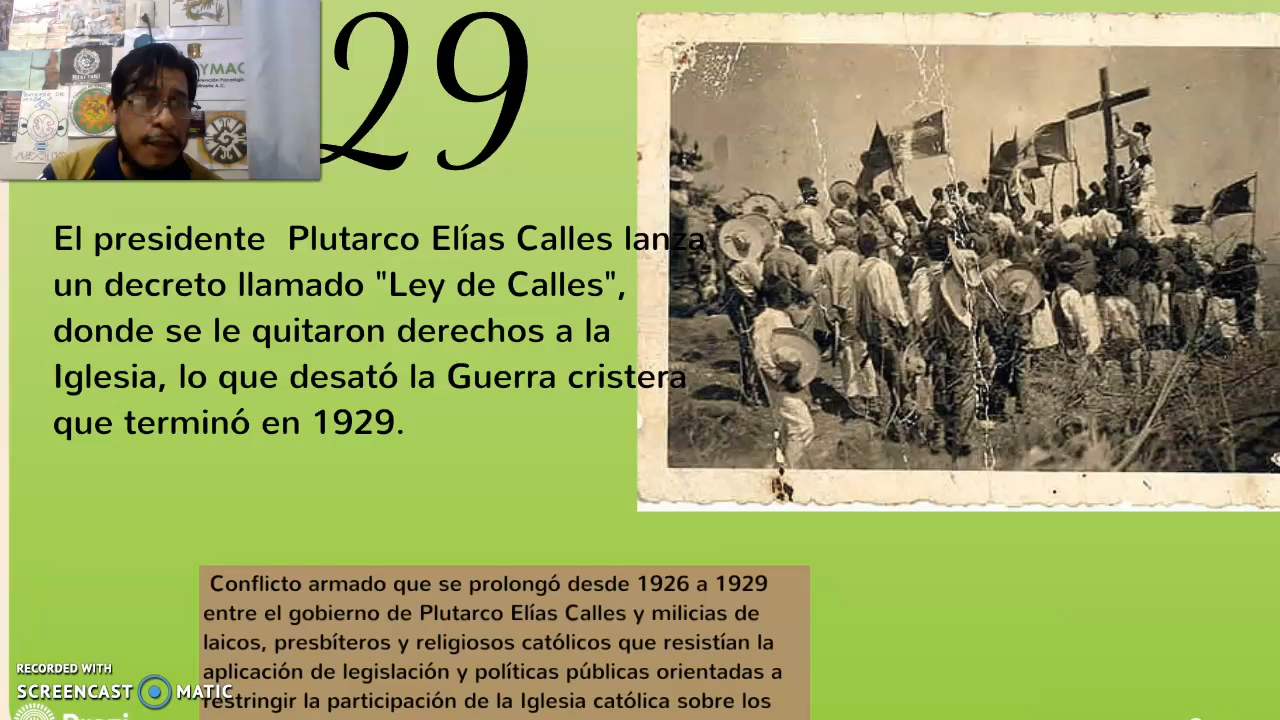 29
YMAC
El presidente  Plutarco Elías Calles lanza
un decreto llamado "Ley de Calles",
donde se le quitaron derechos a la
Iglesia, lo que desató la Guerra cristera
que terminó en 1929.
Conflicto armado que se prolongó desde 1926 a 1929
entre el gobierno de Plutarco Elías Calles y milicias de
laicos, presbíteros y religiosos católicos que resistían la
aplicación de legislación y políticas públicas orientadas a
restringir la participación de la Iglesia católica sobre los
RECORDED WITH
SCREENCAST MATIC
Prezi